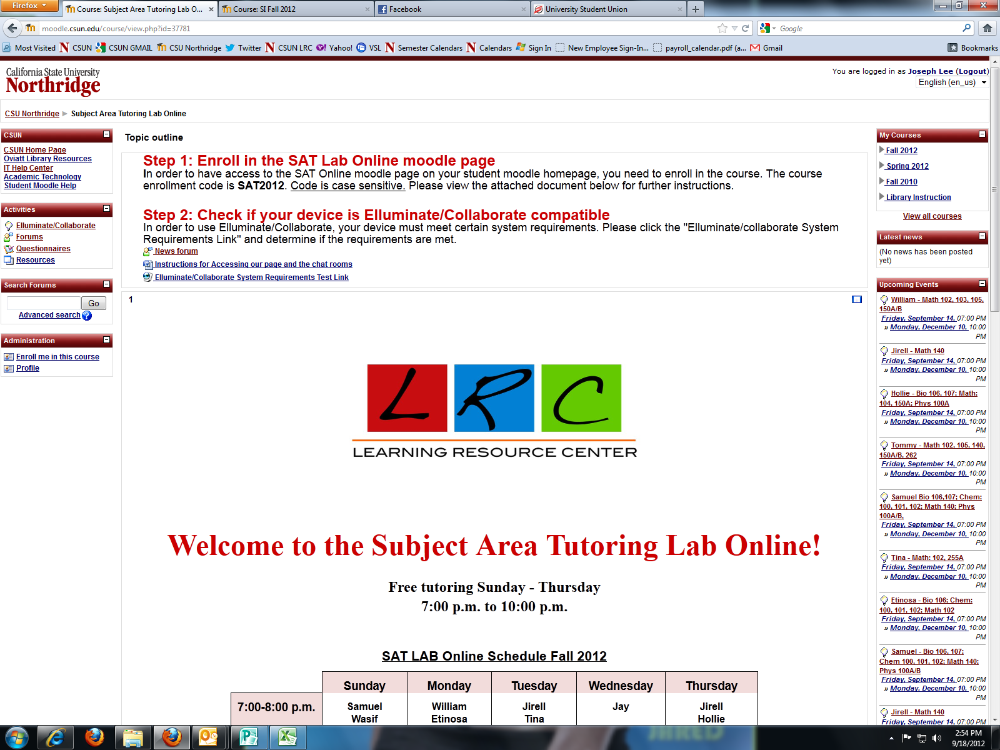 Firefox
Course: Subject Area Tutoring Lab O...
Course: SI Fall 2012
Facebook
University Student Union
moodle.csun.edu/course/view.php?id=37781
Google
Most Visited
CSUN
CSUN GMAIL
CSU Northridge
Twitter
CSUN LRC
Yahoo!
VSL
Semester Calendars
Calendars
Sign In
New Employee Sign-In...
payroll_calendar.pdf (a...
Gmail
Bookmarks
California State University
Northridge
You are logged in as Joseph Lee (Logout)
English (en_us)
CSU Northridge ► Subject Area Tutoring Lab Online
CSUN
CSUN Home Page
Oviatt Library Resources
IT Help Center
Academic Technology
Student Moodle Help
Activities
Elluminate/Collaborate
Forums
Questionnaires
Resources
Search Forums
Go
Advanced search ?
Administration
Enroll me in this course
Profile
Topic outline
Step 1: Enroll in the SAT Lab Online moodle page
In order to have access to the SAT Online moodle page on your student moodle homepage, you need to enroll in the course. The course
enrollment code is SAT2012. Code is case sensitive. Please view the attached document below for further instructions.
Step 2: Check if your device is Elluminate/Collaborate compatible
In order to use Elluminate/Collaborate, your device must meet certain system requirements. Please click the "Elluminate/collaborate System
Requirements Link" and determine if the requirements are met.
News forum
Instructions for Accessing our page and the chat rooms
Elluminate/Collaborate System Requirements Test Link
1
LRC
LEARNING RESOURCE CENTER
Welcome to the Subject Area Tutoring Lab Online!
Free tutoring Sunday - Thursday
7:00 p.m. to 10:00 p.m.
SAT LAB Online Schedule Fall 2012
Sunday Monday Tuesday Wednesday Thursday
7:00-8:00 p.m. Samuel William Jirell Jay Jirell
Wasif Etinosa Tina Hollie
My Courses
Fall 2012
Spring 2012
Fall 2010
Library Instruction
View all courses
Latest news
(No news has been posted
yet)
Upcoming Events
William - Math 102, 103, 105,
150A/B
Friday, September 14, 07:00 PM
» Monday, December 10, 10:00
PM
Jirell - Math 140
Friday, September 14, 07:00 PM
» Monday, December 10, 10:00
PM
Hollie - Bio 106, 107; Math:
104, 150A; Phys 100A
Friday, September 14, 07:00 PM
» Monday, December 10, 10:00
PM
Tommy - Math 102, 105, 140,
150A/B, 262
Friday, September 14, 07:00 PM
» Monday, December 10, 10:00
PM
Samuel Bio 106,107; Chem:
100, 101, 102; Math 140; Phys
100A/B,
Friday, September 14, 07:00 PM
» Monday, December 10, 10:00
PM
Tina - Math: 102, 255A
Friday, September 14, 07:00 PM
» Monday, December 10, 10:00
PM
Etinosa - Bio 106; Chem:
100, 101, 102; Math 102
Friday, September 14, 07:00 PM
» Monday, December 10, 10:00
PM
Samuel - Bio 106, 107;
Chem 100, 101, 102; Math 140;
Phys 100A/B
Friday, September 14, 07:00 PM
» Monday, December 10, 10:00
PM
Jirell - Math 140
Friday, September 14, 07:00 PM
2:54 PM
9/18/2012